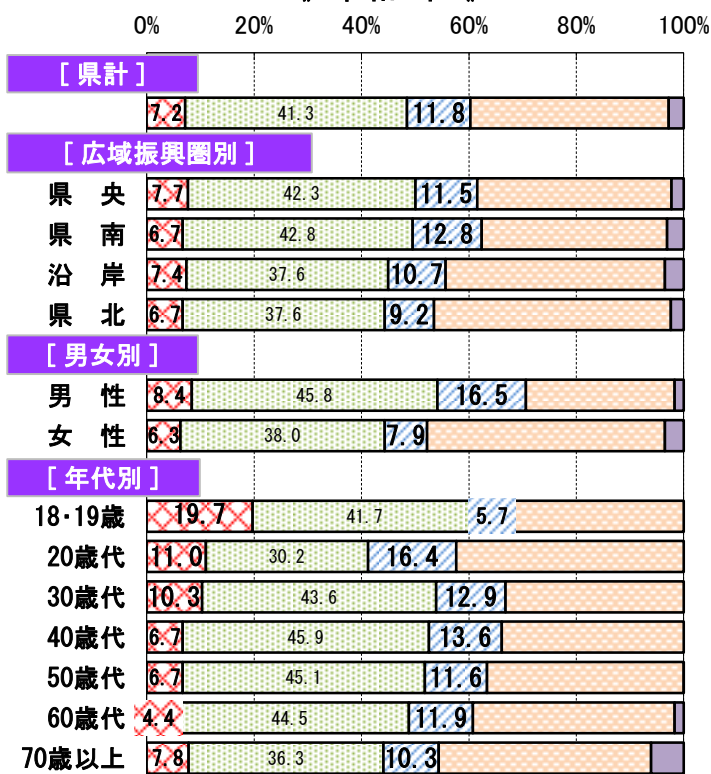 0% 20% 40% 60% 80% 100%
[ 県計 ]
7.2 41.3 11.8
[ 広域振興圏別 ]
県 央 7.7 42.3 11.5
県 南 6.7 42.8 12.8
沿 岸 7.4 37.6 10.7
県 北 6.7 37.6 9.2
[ 男女別 ]
男 性 8.4 45.8 16.5
女 性 6.3 38.0 7.9
[ 年代別 ]
18・19歳 19.7 41.7 5.7
20歳代 11.0 30.2 16.4
30歳代 10.3 43.6 12.9
40歳代 6.7 45.9 13.6
50歳代 6.7 45.1 11.6
60歳代 4.4 44.5 11.9
70歳以上 7.8 36.3 10.3